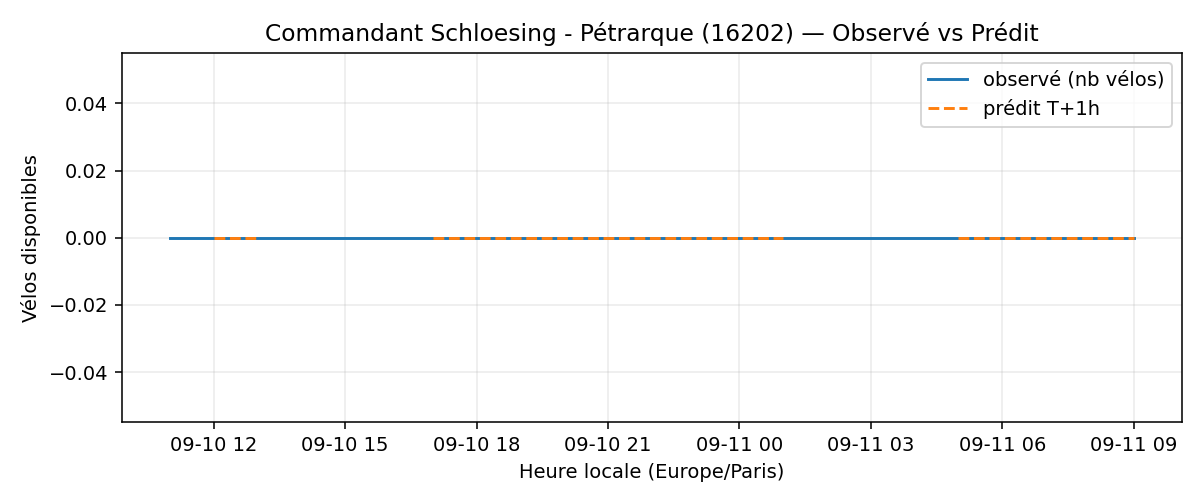 Commandant Schloesing - Pétrarque (16202) — Observé vs Prédit
observé (nb vélos)
prédit T+1h
Vélos disponibles
0.04
0.02
0.00
−0.02
−0.04
09-10 12
09-10 15
09-10 18
09-10 21
09-11 00
09-11 03
09-11 06
09-11 09
Heure locale (Europe/Paris)